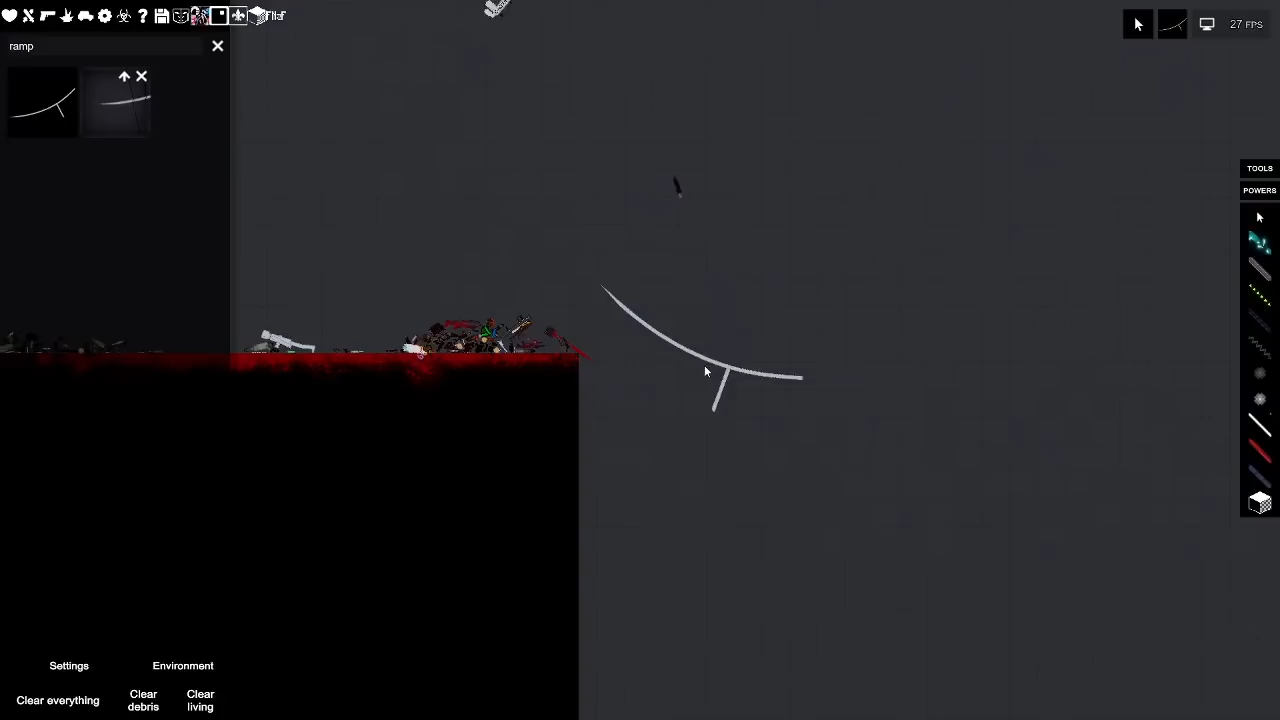 27 FPS
ramp
TOOLS
POWERS
Settings
Environment
Clear everything
Clear debris
Clear living